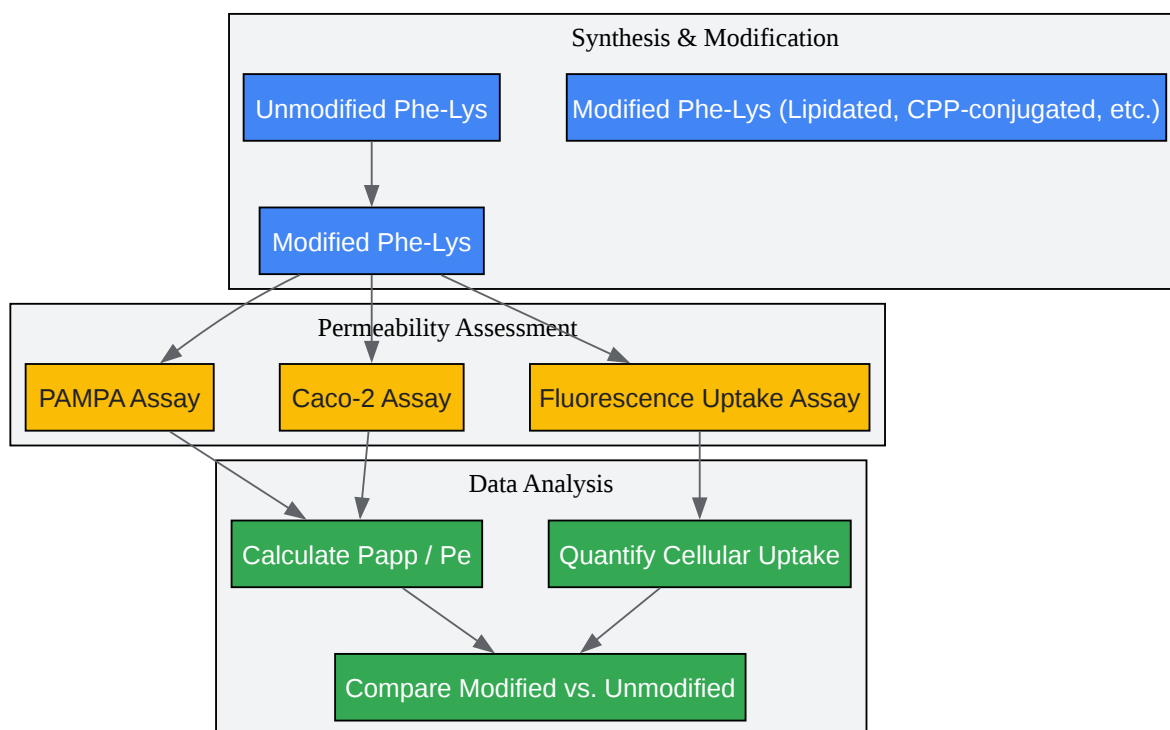 Synthesis & Modification
Unmodified Phe-Lys
Modified Phe-Lys (Lipidated, CPP-conjugated, etc.)
Modified Phe-Lys
Permeability Assessment
PAMPA Assay
Caco-2 Assay
Fluorescence Uptake Assay
Data Analysis
Calculate Papp / Pe
Quantify Cellular Uptake
Compare Modified vs. Unmodified